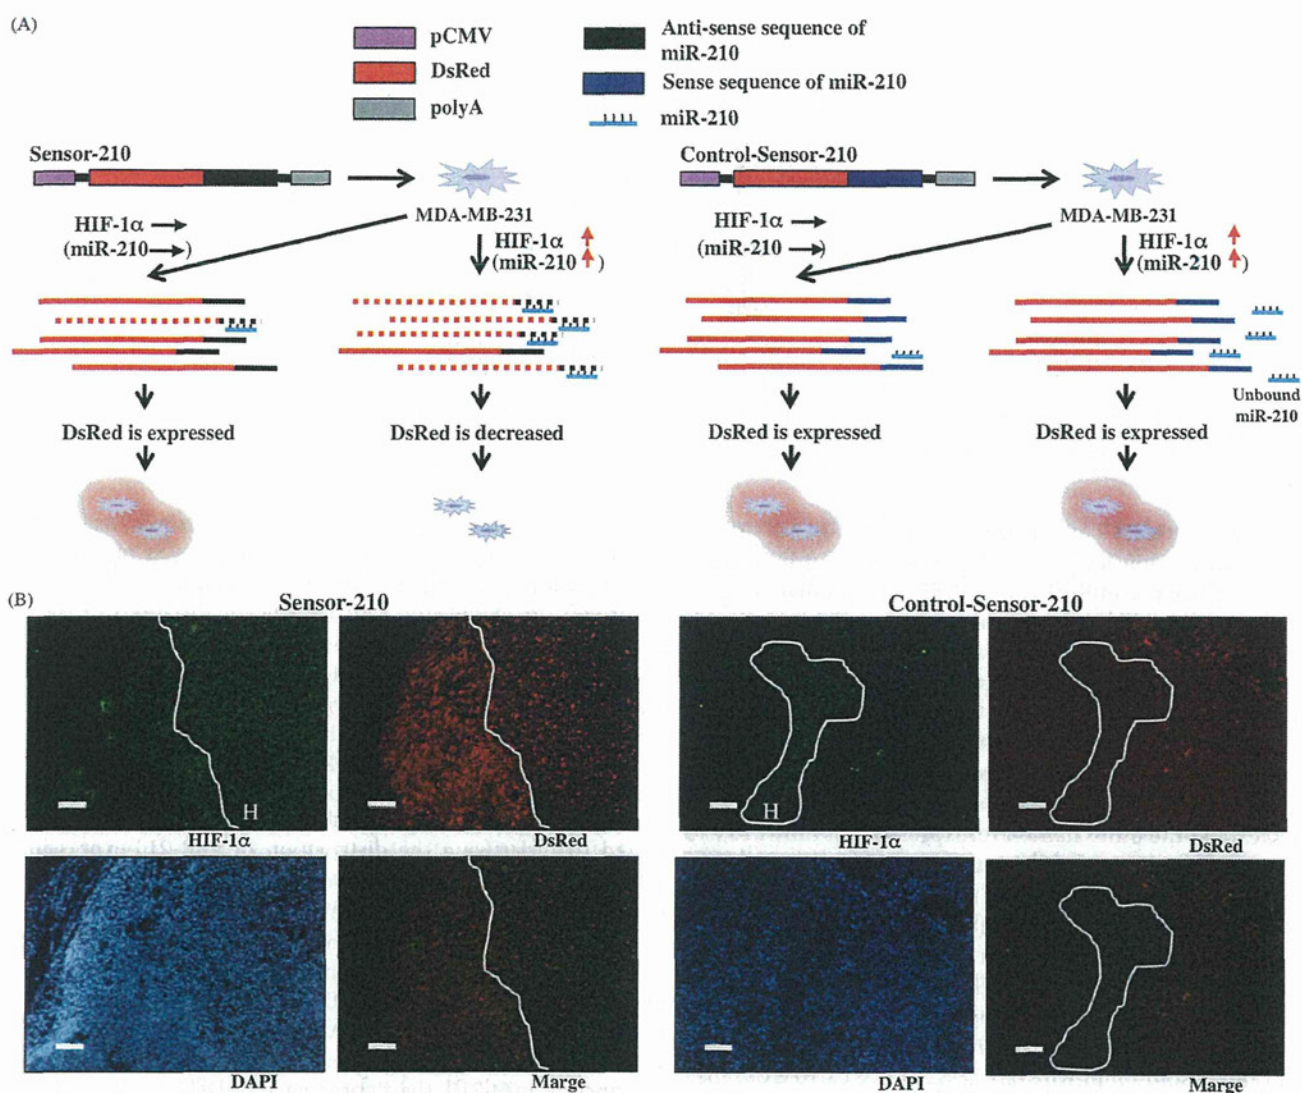 (A)
pCMV
DsRed
polyA
Anti-sense sequence of
miR-210
Sense sequence of miR-210
miR-210
Sensor-210
MDA-MB-231
HIF-1α
(miR-210 )
HIF-1α
(miR-210 )
DsRed is expressed
DsRed is decreased
Control-Sensor-210
MDA-MB-231
HIF-1α
(miR-210 )
HIF-1α
(miR-210 )
Unbound
miR-210
DsRed is expressed
DsRed is expressed
(B)
Sensor-210
Control-Sensor-210
H
HIF-1α
DsRed
H
HIF-1α
DsRed
DAPI
Marge
DAPI
Marge